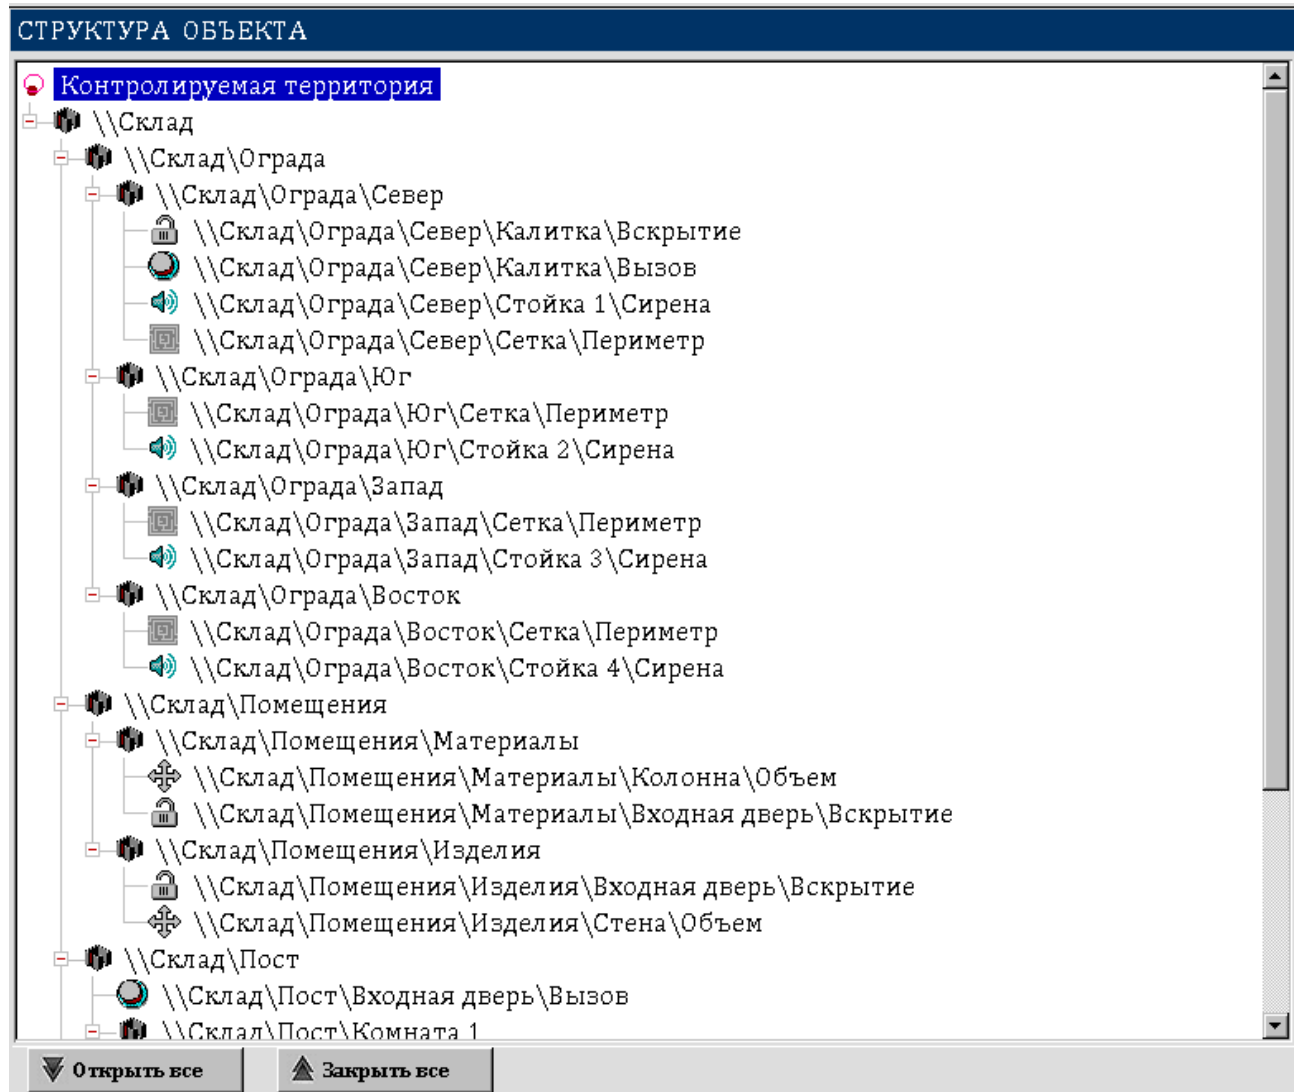 СТРУКТУРА ОБЪЕКТА
Контролируемая территория
\\Склад
\\Склад\Ограда
\\Склад\Ограда\Север
\\Склад\Ограда\Север\Калитка\Вскрытие
\\Склад\Ограда\Север\Калитка\Вызов
\\Склад\Ограда\Север\Стойка 1\Сирена
\\Склад\Ограда\Север\Сетка\Периметр
\\Склад\Ограда\Юг
\\Склад\Ограда\Юг\Сетка\Периметр
\\Склад\Ограда\Юг\Стойка 2\Сирена
\\Склад\Ограда\Запад
\\Склад\Ограда\Запад\Сетка\Периметр
\\Склад\Ограда\Запад\Стойка 3\Сирена
\\Склад\Ограда\Восток
\\Склад\Ограда\Восток\Сетка\Периметр
\\Склад\Ограда\Восток\Стойка 4\Сирена
\\Склад\Помещения
\\Склад\Помещения\Материалы
\\Склад\Помещения\Материалы\Колонна\Объем
\\Склад\Помещения\Материалы\Входная дверь\Вскрытие
\\Склад\Помещения\Изделия
\\Склад\Помещения\Изделия\Входная дверь\Вскрытие
\\Склад\Помещения\Изделия\Стена\Объем
\\Склад\Пост
\\Склад\Пост\Входная дверь\Вызов
\\Склад\Пост\Комната 1
Открыть все Закрыть все